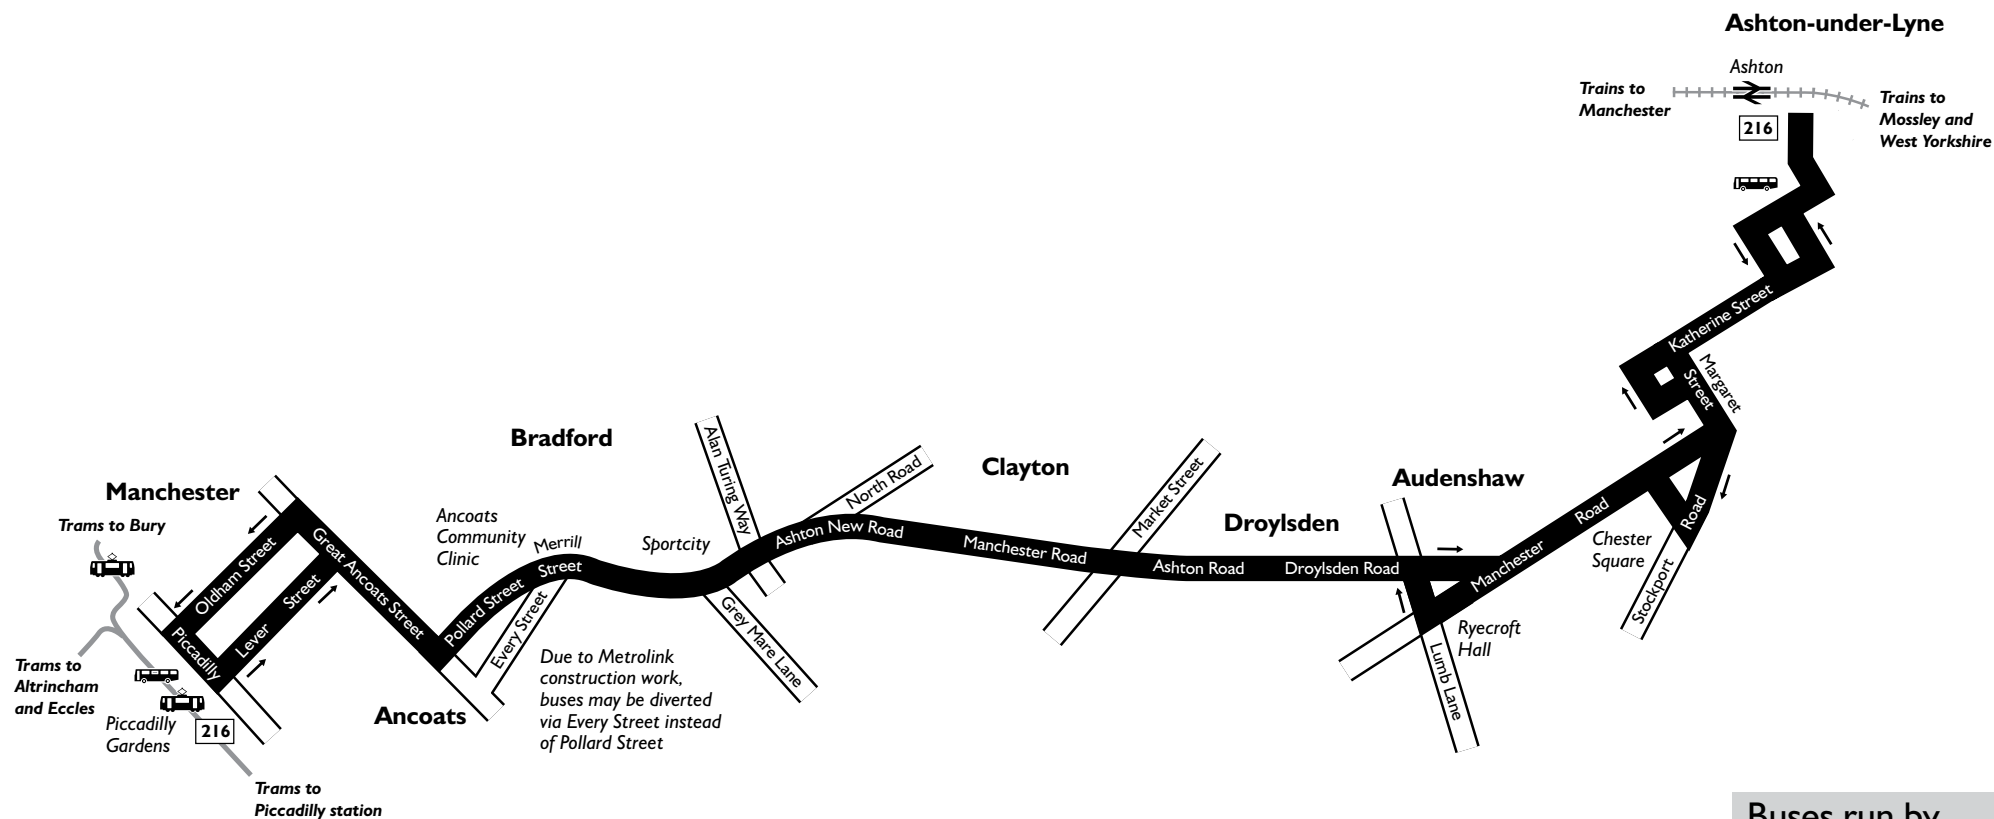 Ashton-under-Lyne
Ashton
Trains to
Manchester
Trains to
Mossley and
West Yorkshire
216
Katherine Street
Margaret
Street
Bradford
Alan Turing Way
North Road
Clayton
Market Street
Audenshaw
Manchester
Trams to Bury
Ancoats
Community
Clinic
Merrill
Street
Sportcity
Ashton New Road
Manchester Road
Droylsden
Ashton Road
Droylsden Road
Manchester
Road
Chester
Square
Road
Stockport
Oldham Street
Great Ancoats Street
Lever
Street
Piccadilly
Pollard Street
Every Street
Grey Mare Lane
Ryecroft
Hall
Lumb Lane
Trams to
Altrincham
and Eccles
Piccadilly
Gardens
216
Ancoats
Due to Metrolink
construction work,
buses may be diverted
via Every Street instead
of Pollard Street
Trams to
Piccadilly station
Buses run by